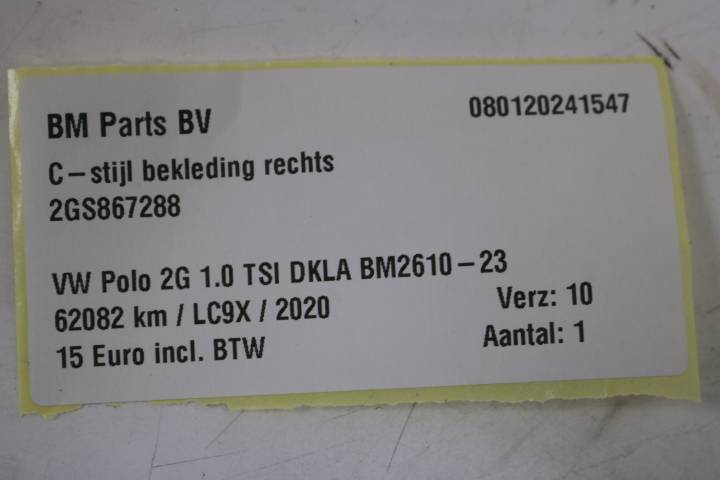 BM Parts BV 080120241547
C-stijl bekleding rechts
2GS867288
VW Polo 2G 1.0 TSI DKLA BM2610-23
62082 km / LC9X / 2020 Verz: 10
15 Euro incl. BTW Aantal: 1